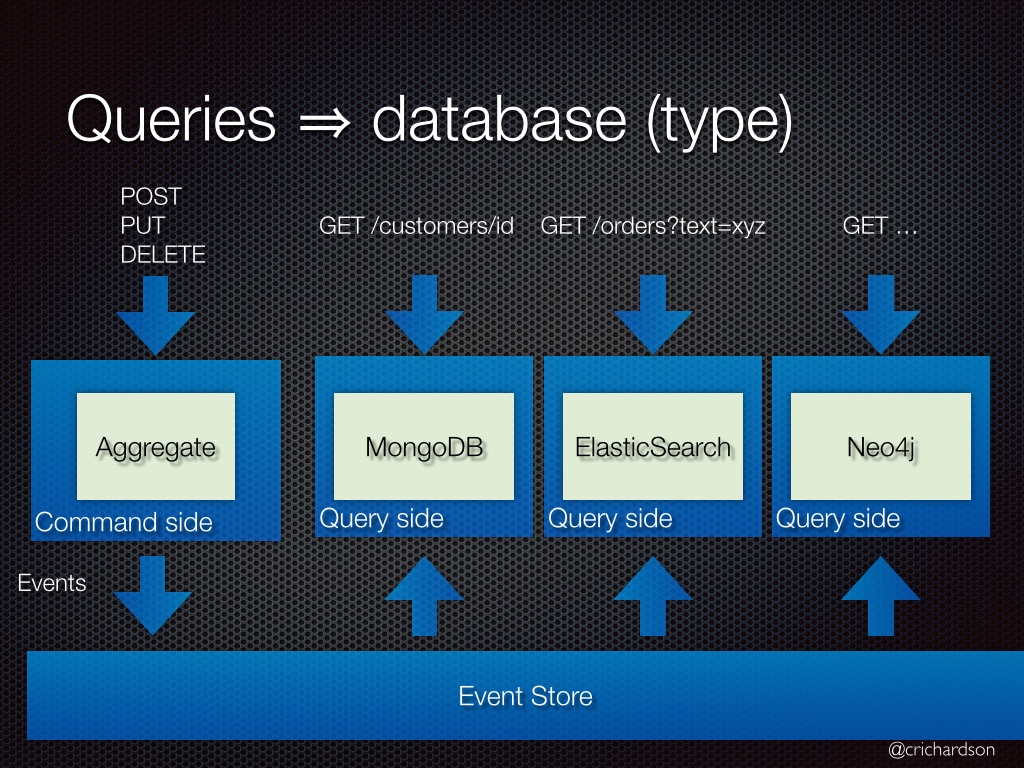 Queries ⇒ database (type)
POST
PUT
DELETE
GET /customers/id
GET /orders?text=xyz
GET …
Aggregate
Command side
MongoDB
Query side
ElasticSearch
Query side
Neo4j
Query side
Events
Event Store
@crichardson